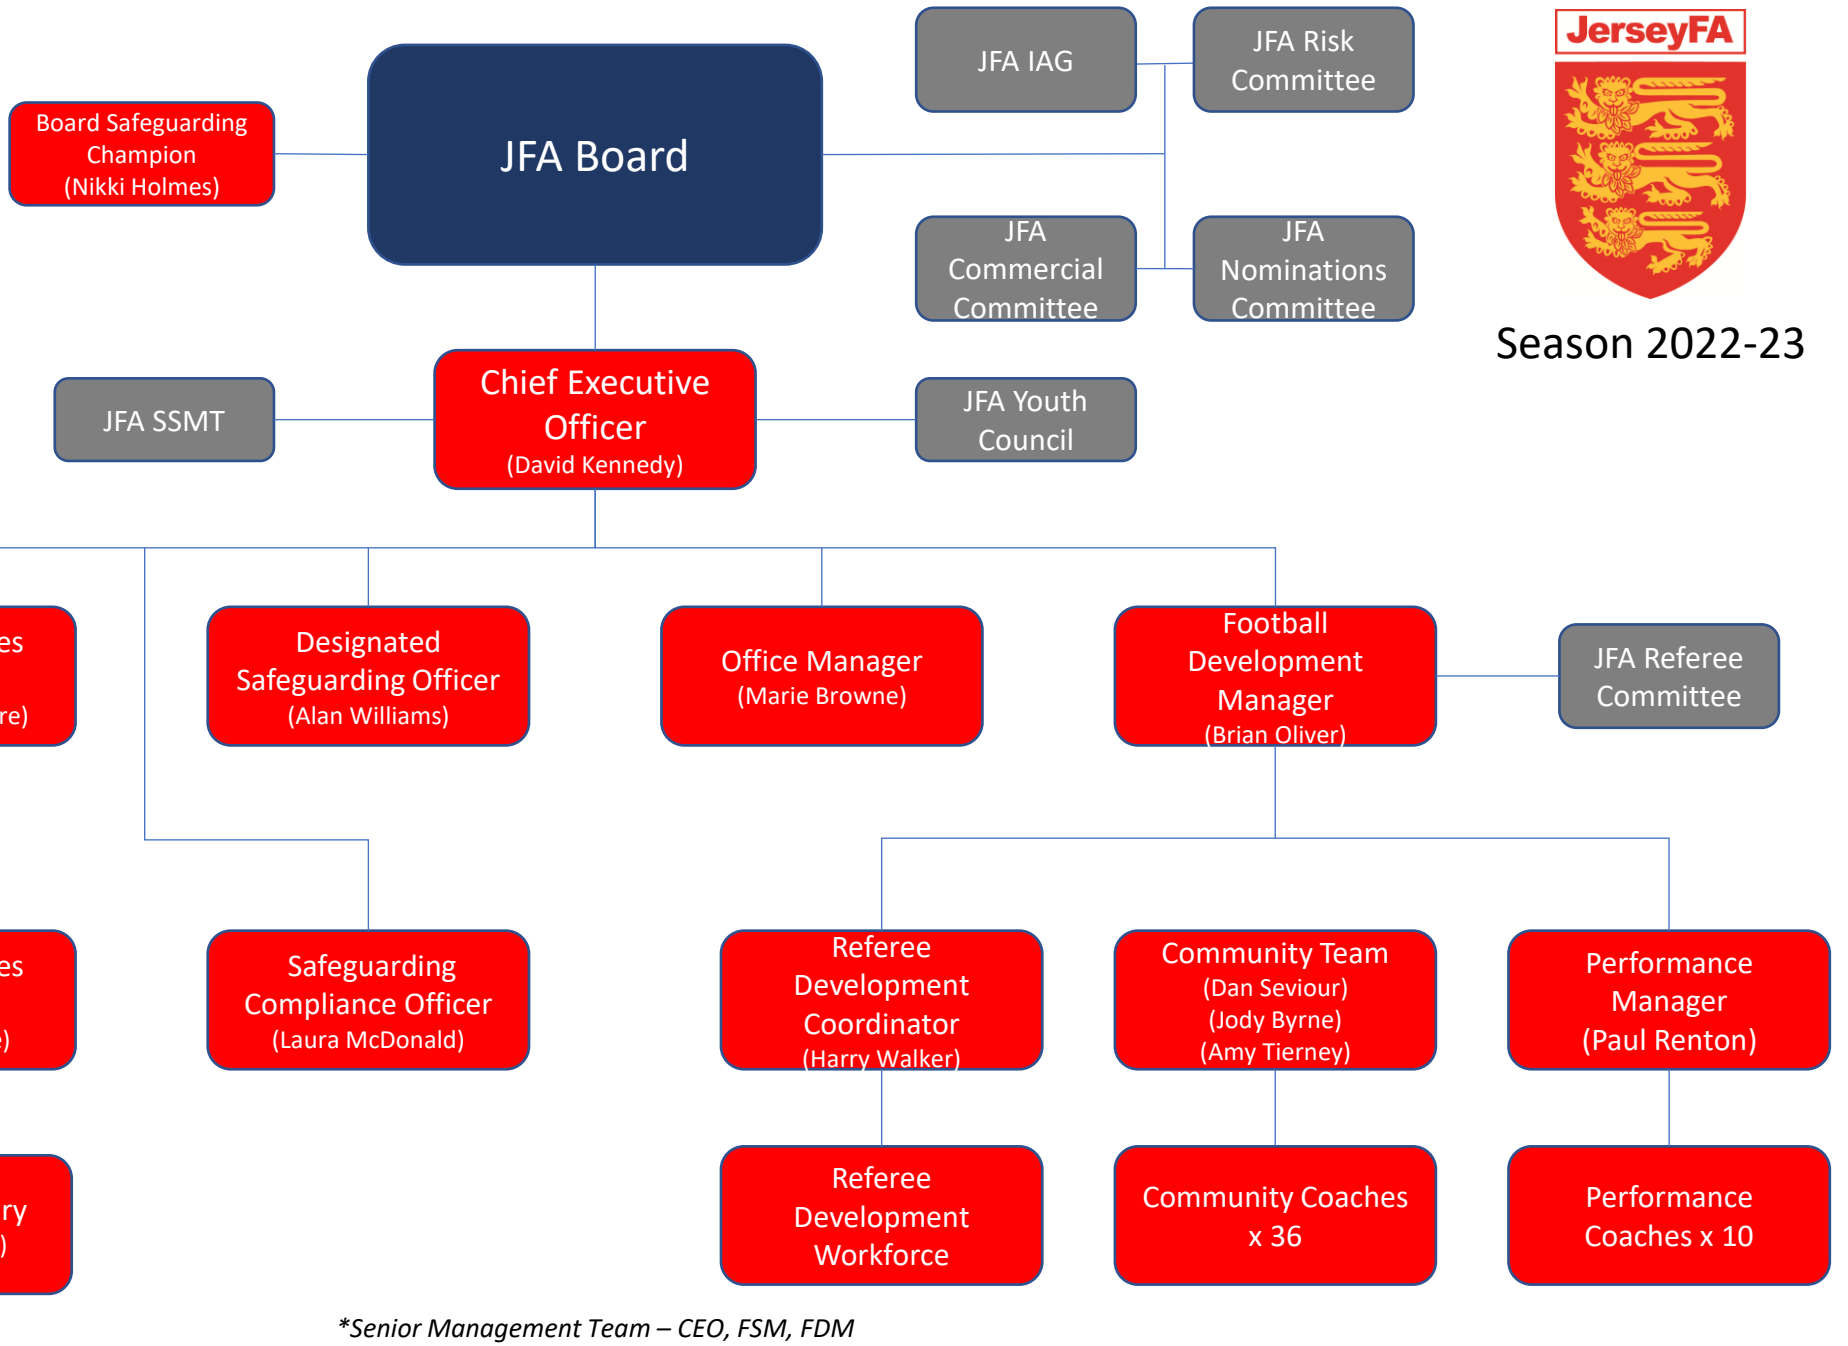 JerseyFA
Season 2022-23
JFA IAG
JFA Risk
Committee
Board Safeguarding
Champion
(Nikki Holmes)
JFA Board
JFA
Commercial
Committee
JFA
Nominations
Committee
JFA SSMT
Chief Executive
Officer
(David Kennedy)
JFA Youth
Council
es
re)
Designated
Safeguarding Officer
(Alan Williams)
Office Manager
(Marie Browne)
Football
Development
Manager
(Brian Oliver)
JFA Referee
Committee
es
)
Safeguarding
Compliance Officer
(Laura McDonald)
Referee
Development
Coordinator
(Harry Walker)
Community Team
(Dan Seviour)
(Jody Byrne)
(Amy Tierney)
Performance
Manager
(Paul Renton)
ry
)
Referee
Development
Workforce
Community Coaches
x 36
Performance
Coaches x 10
*Senior Management Team – CEO, FSM, FDM